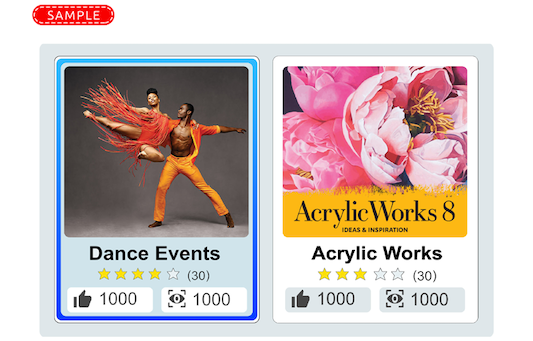 SAMPLE
AcrylicWorks 8
IDEAS & INSPIRATION
Dance Events
(30)
1000
1000
Acrylic Works
(30)
1000
1000